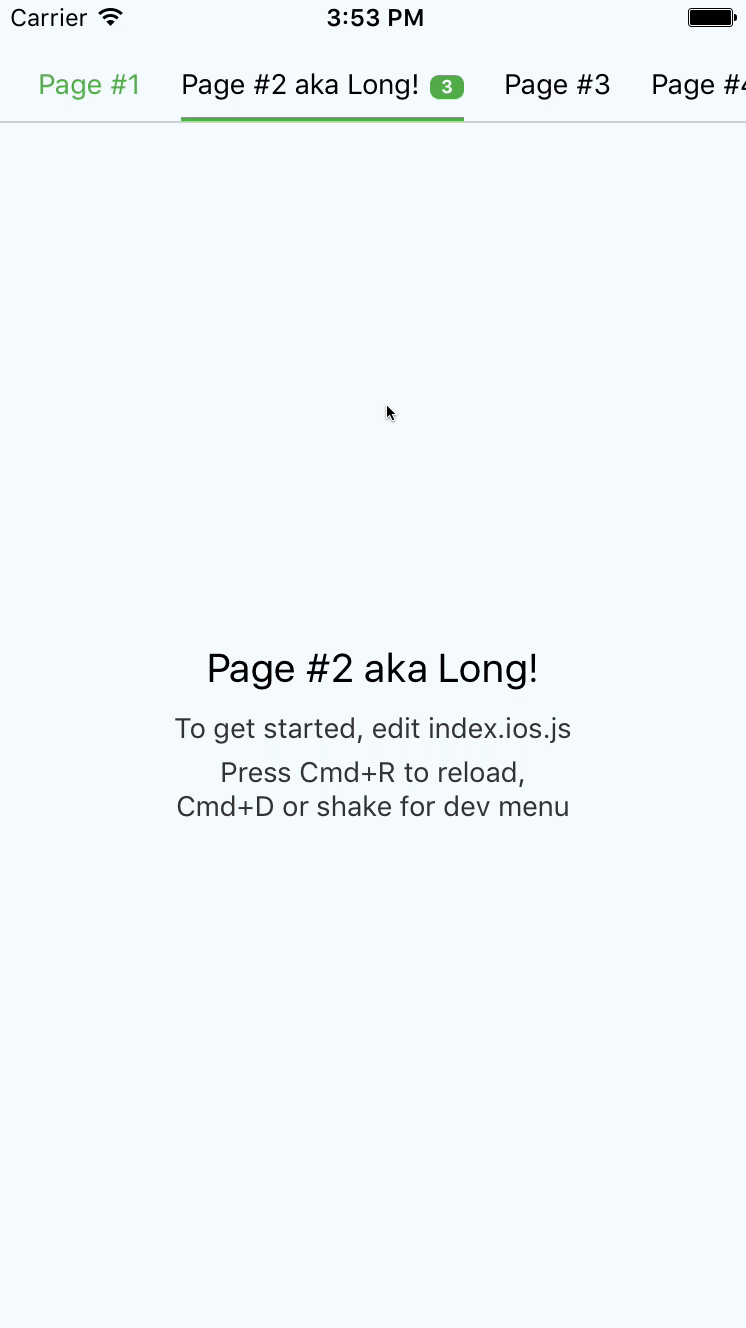 Carrier 3:53 PM
Page #1 Page #2 aka Long! 3 Page #3 Page #4
Page #2 aka Long!
To get started, edit index.ios.js
Press Cmd+R to reload,
Cmd+D or shake for dev menu